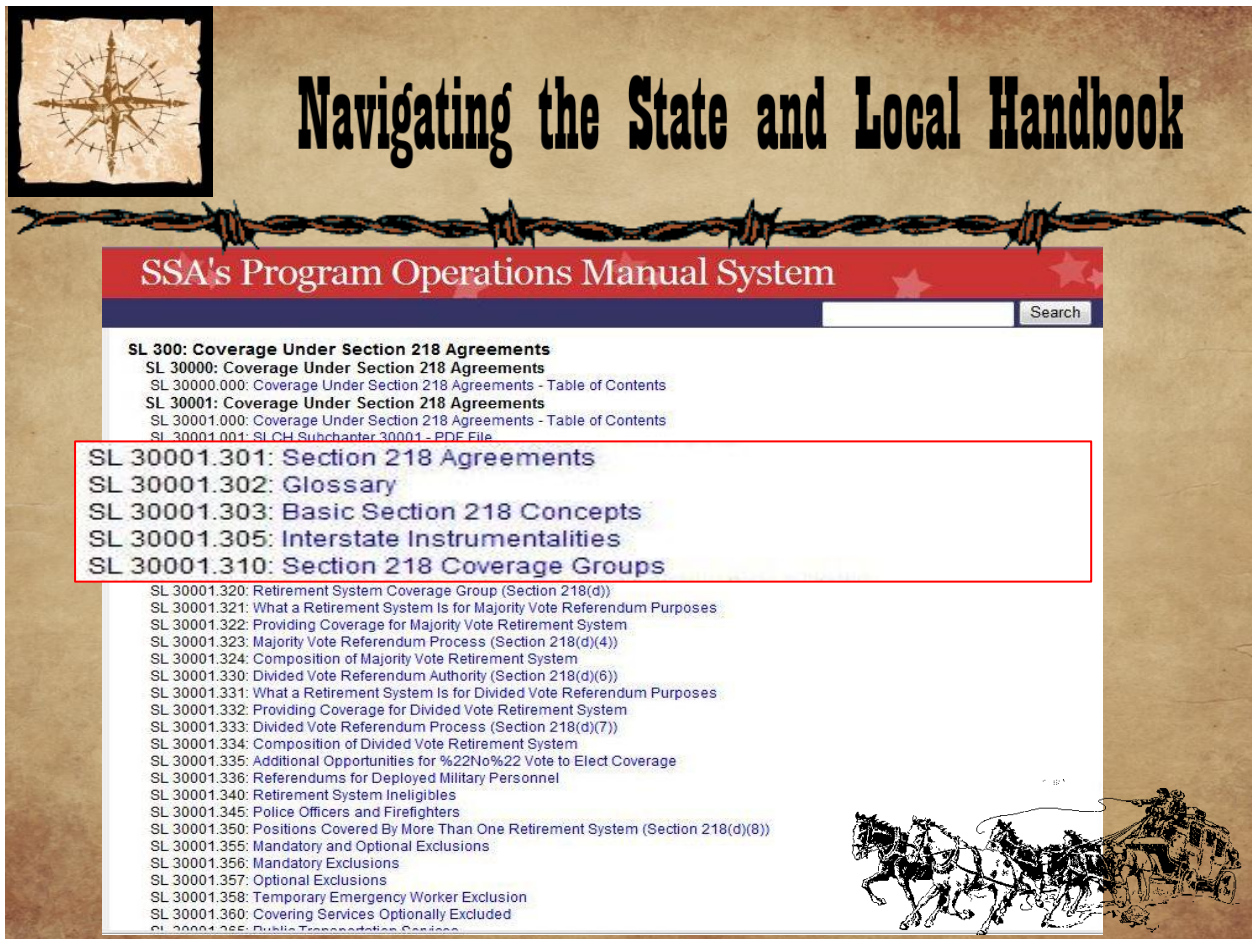 Navigating the State and Local Handbook
SSA's Program Operations Manual System
Search
SL 300: Coverage Under Section 218 Agreements
SL 30000: Coverage Under Section 218 Agreements
SL 30000.000: Coverage Under Section 218 Agreements - Table of Contents
SL 30001: Coverage Under Section 218 Agreements
SL 30001.000: Coverage Under Section 218 Agreements - Table of Contents
SL 30001.001: SLCH Subchapter 30001 - PDF File
SL 30001.301: Section 218 Agreements
SL 30001.302: Glossary
SL 30001.303: Basic Section 218 Concepts
SL 30001.305: Interstate Instrumentalities
SL 30001.310: Section 218 Coverage Groups
SL 30001.320: Retirement System Coverage Group (Section 218(d))
SL 30001.321: What a Retirement System Is for Majority Vote Referendum Purposes
SL 30001.322: Providing Coverage for Majority Vote Retirement System
SL 30001.323: Majority Vote Referendum Process (Section 218(d)(4))
SL 30001.324: Composition of Majority Vote Retirement System
SL 30001.330: Divided Vote Referendum Authority (Section 218(d)(6))
SL 30001.331: What a Retirement System Is for Divided Vote Referendum Purposes
SL 30001.332: Providing Coverage for Divided Vote Retirement System
SL 30001.333: Divided Vote Referendum Process (Section 218(d)(7))
SL 30001.334: Composition of Divided Vote Retirement System
SL 30001.335: Additional Opportunities for %22No%22 Vote to Elect Coverage
SL 30001.336: Referendums for Deployed Military Personnel
SL 30001.340: Retirement System Ineligibles
SL 30001.345: Police Officers and Firefighters
SL 30001.350: Positions Covered By More Than One Retirement System (Section 218(d)(8))
SL 30001.355: Mandatory and Optional Exclusions
SL 30001.356: Mandatory Exclusions
SL 30001.357: Optional Exclusions
SL 30001.358: Temporary Emergency Worker Exclusion
SL 30001.360: Covering Services Optionally Excluded
SL 30001.365: Public Transportation Services